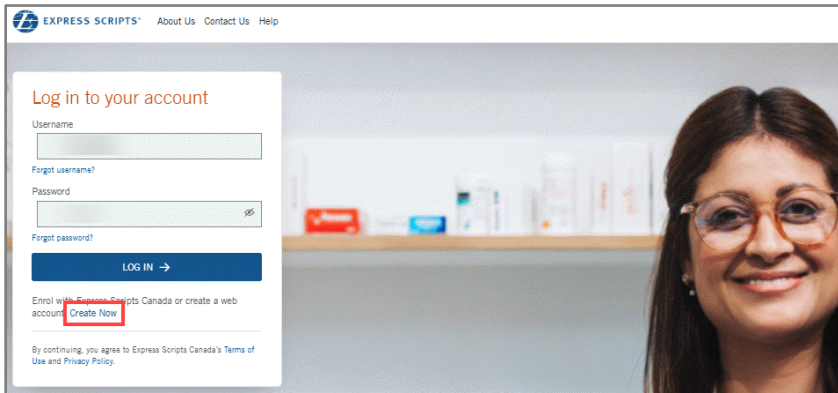 EXPRESS SCRIPTS® About Us Contact Us Help
Log in to your account
Username
Forgot username?
Password
Forgot password?
LOG IN →
Enrol with Express Scripts Canada or create a web
account Create Now
By continuing, you agree to Express Scripts Canada's Terms of
Use and Privacy Policy.